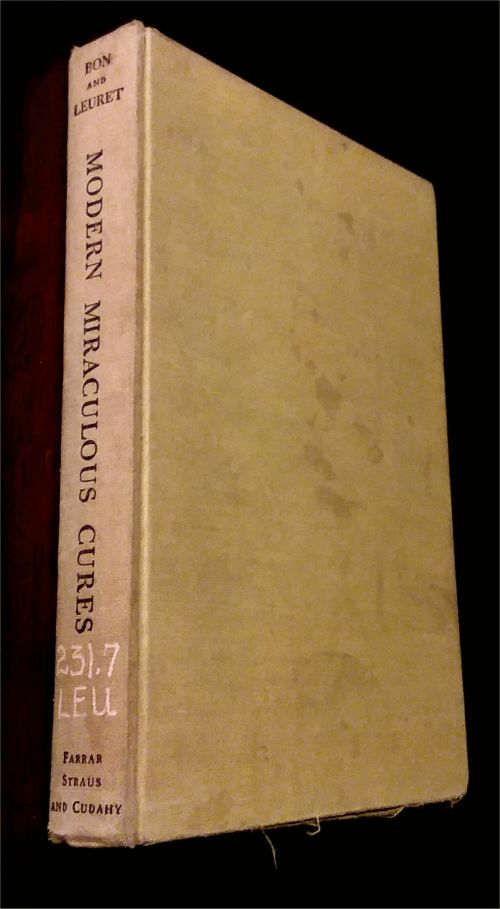 BON
AND
LEURET
MODERN MIRACULOUS CURES
231.7
LEU
FARRAR
STRAUS
AND CUDAHY